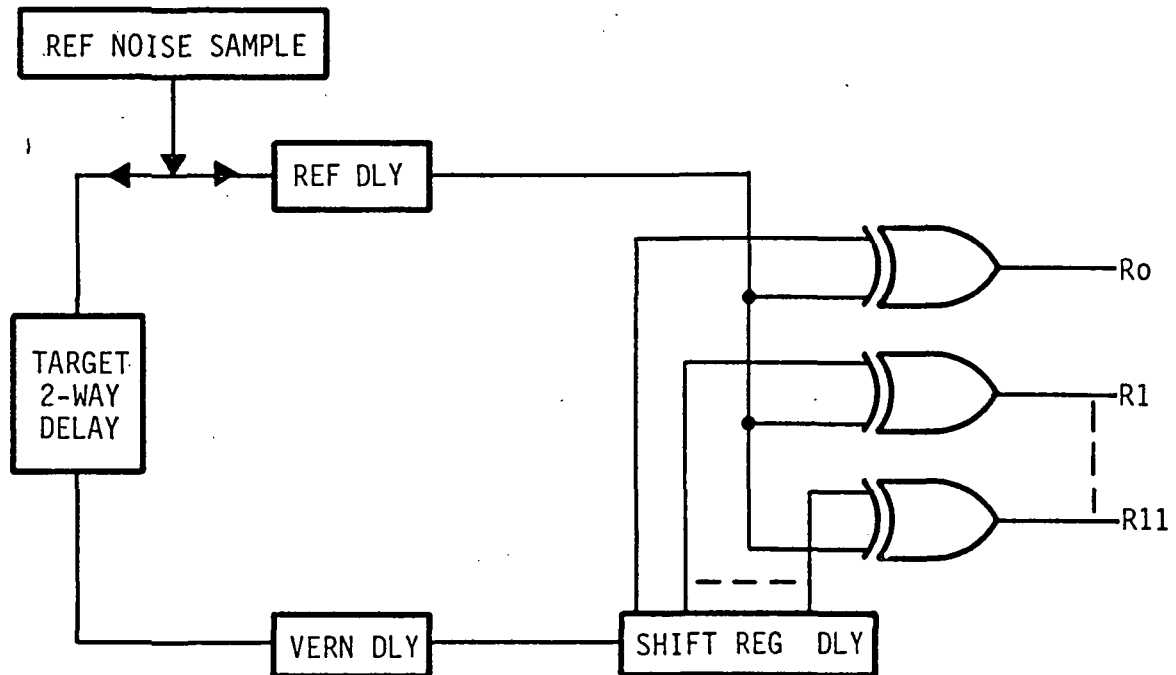 REF NOISE SAMPLE
REF DLY
Ro
TARGET
2-WAY
DELAY
R1
R11
VERN DLY
SHIFT REG DLY